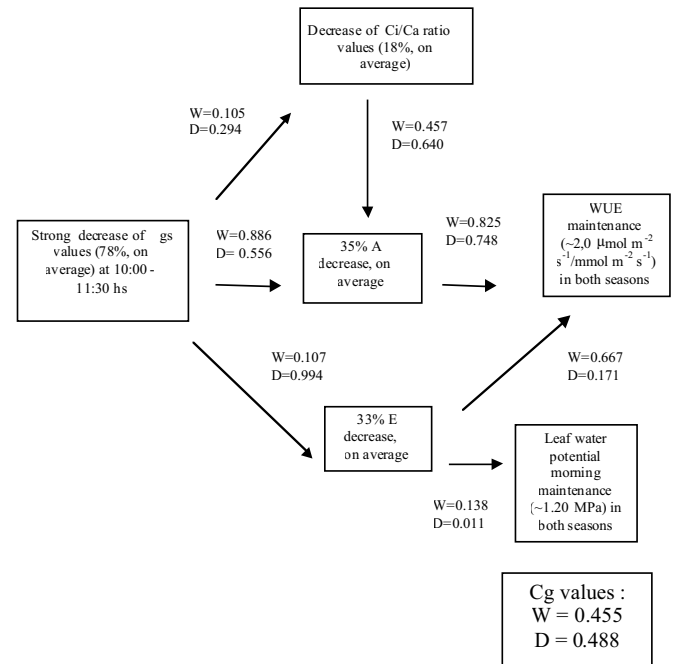 Decrease of Ci/Ca ratio
values (18%, on
average)
W=0.105
D=0.294
W=0.457
D=0.640
Strong decrease of gs
values (78%, on
average) at 10:00 -
11:30 hs
W=0.886
D= 0.556
35% A
decrease, on
average
W=0.825
D=0.748
WUE
maintenance
(~2,0 μmol m-2
s-1/mmol m-2 s-1)
in both seasons
W=0.107
D=0.994
W=0.667
D=0.171
33% E
decrease,
on average
W=0.138
D=0.011
Leaf water
potential
morning
maintenance
(~1.20 MPa) in
both seasons
Cg values :
W = 0.455
D = 0.488